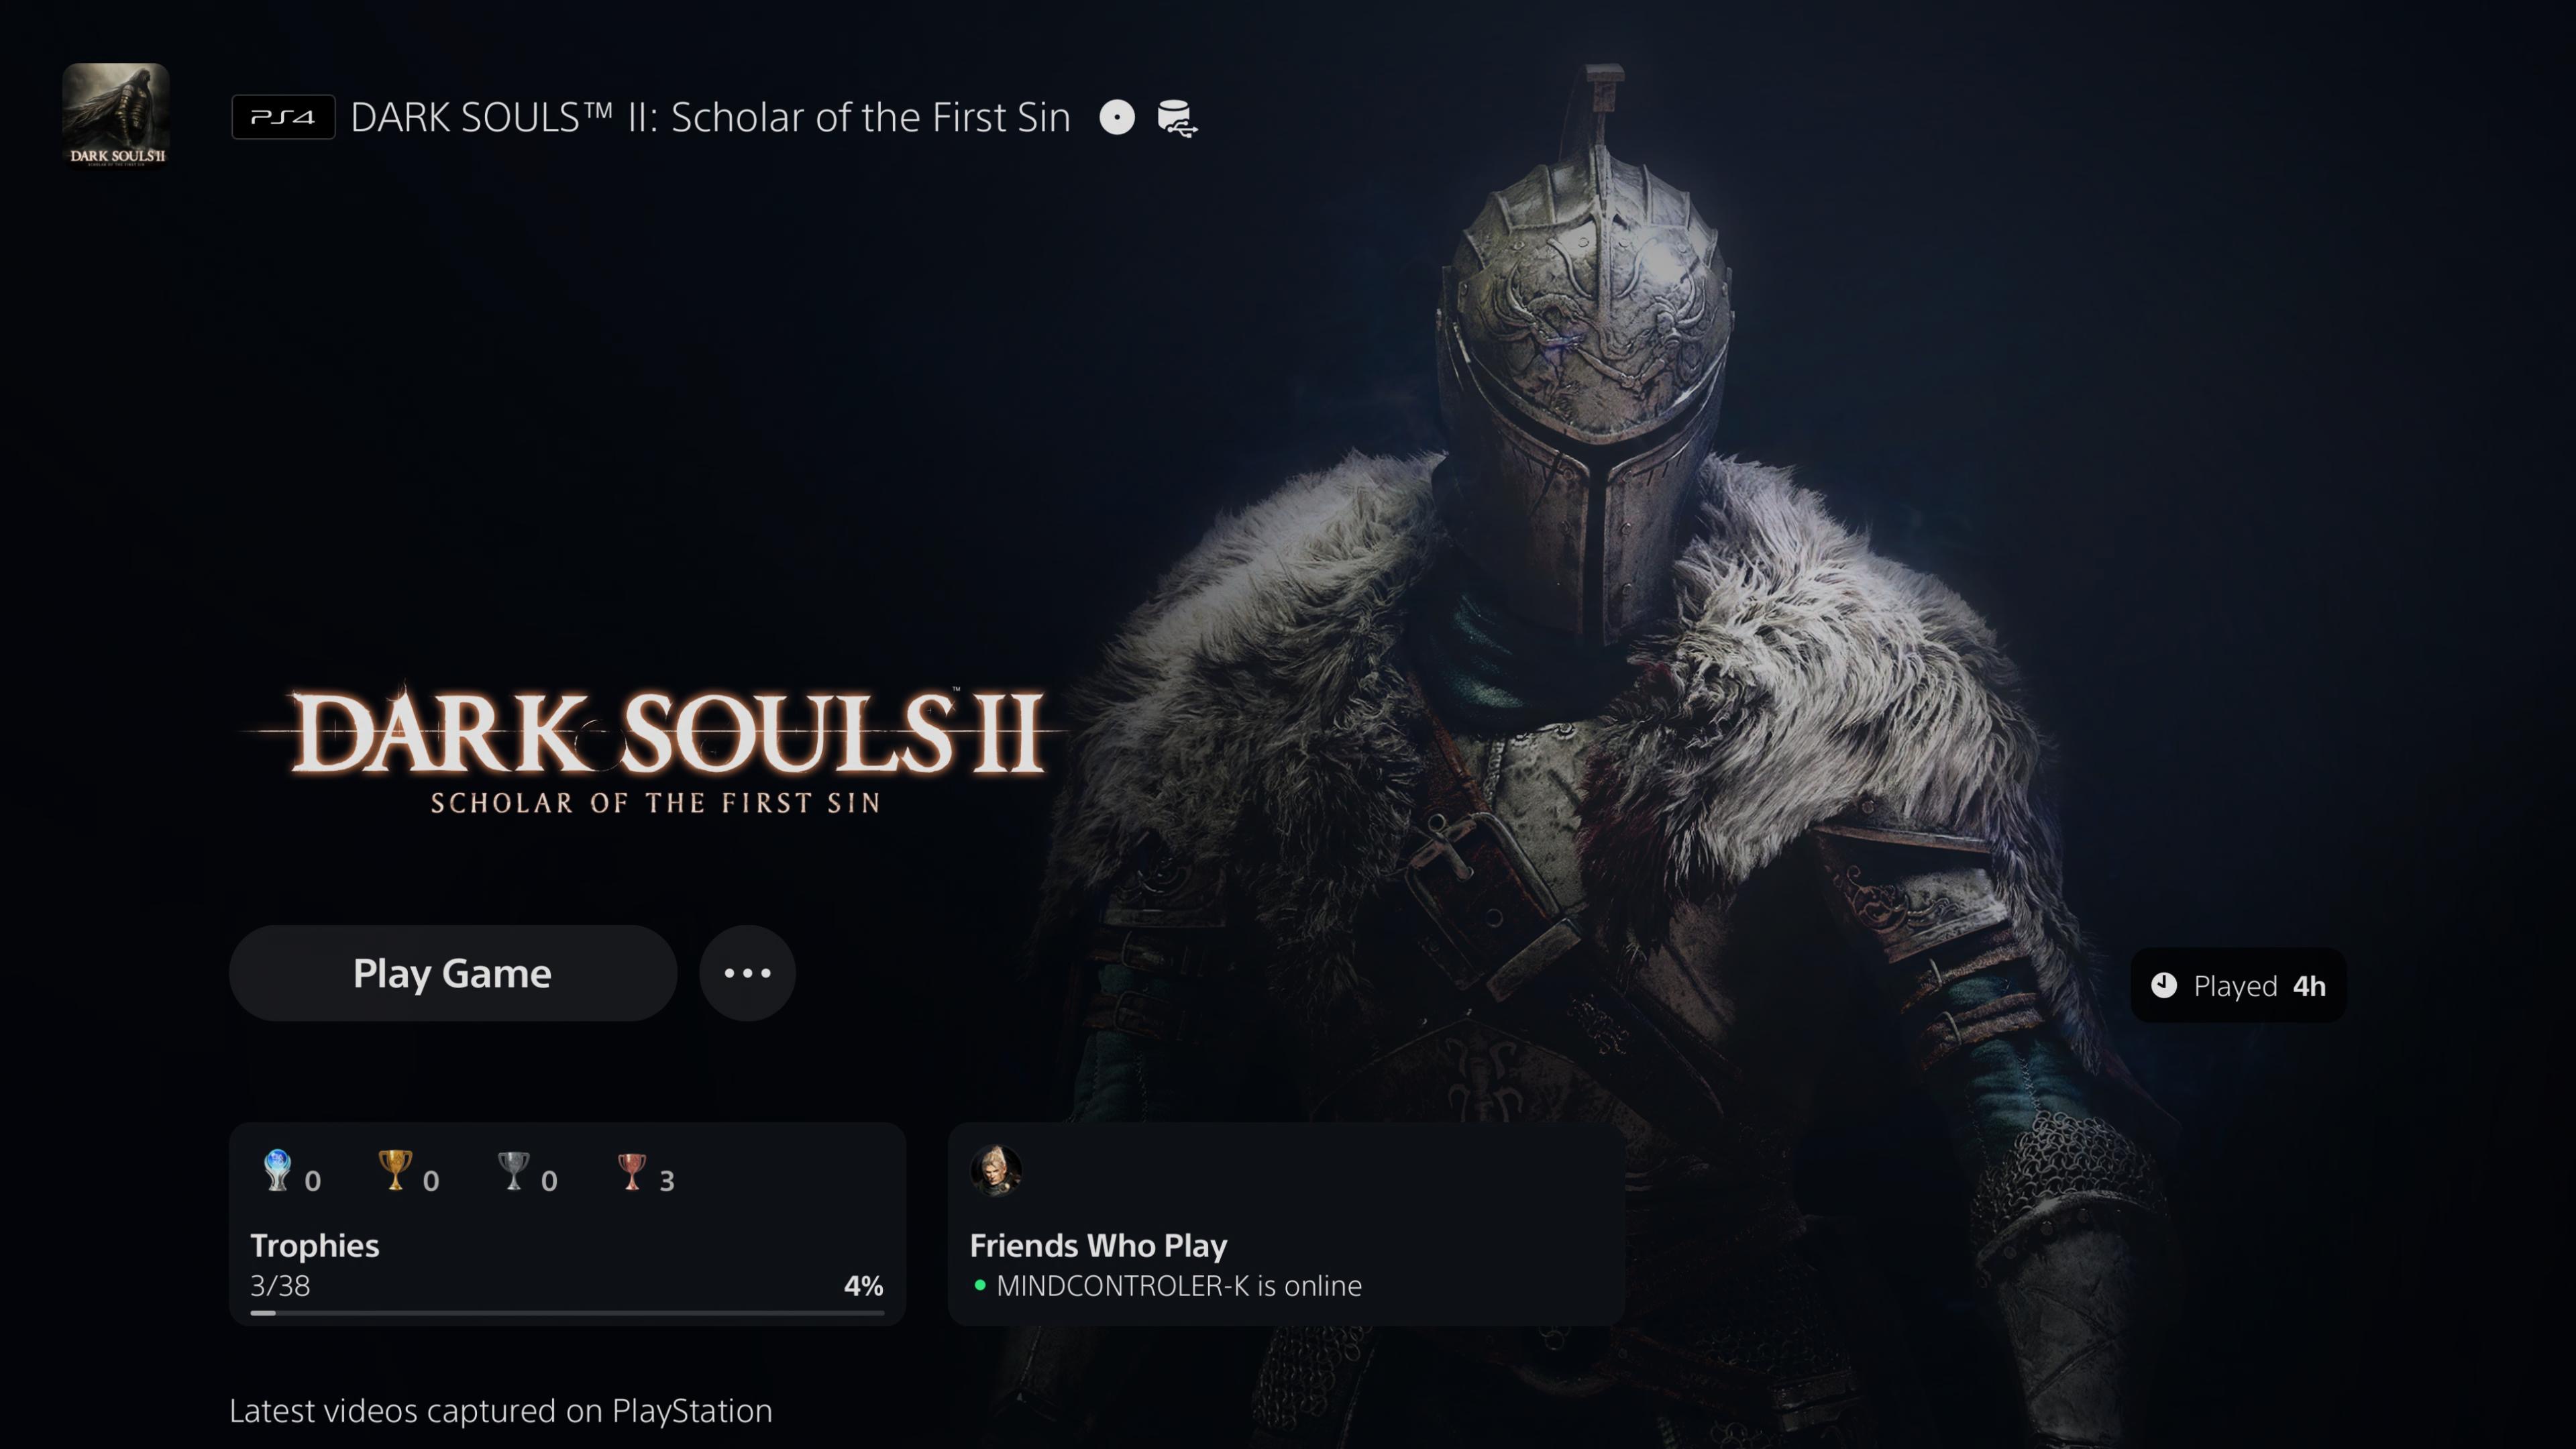 PS4 DARK SOULS™ II: Scholar of the First Sin
DARK SOULS II
DARK SOULS™ II
SCHOLAR OF THE FIRST SIN
Play Game
Played 4h
0 0 0 3
Trophies
3/38 4%
Friends Who Play
MINDCONTROLER-K is online
Latest videos captured on PlayStation